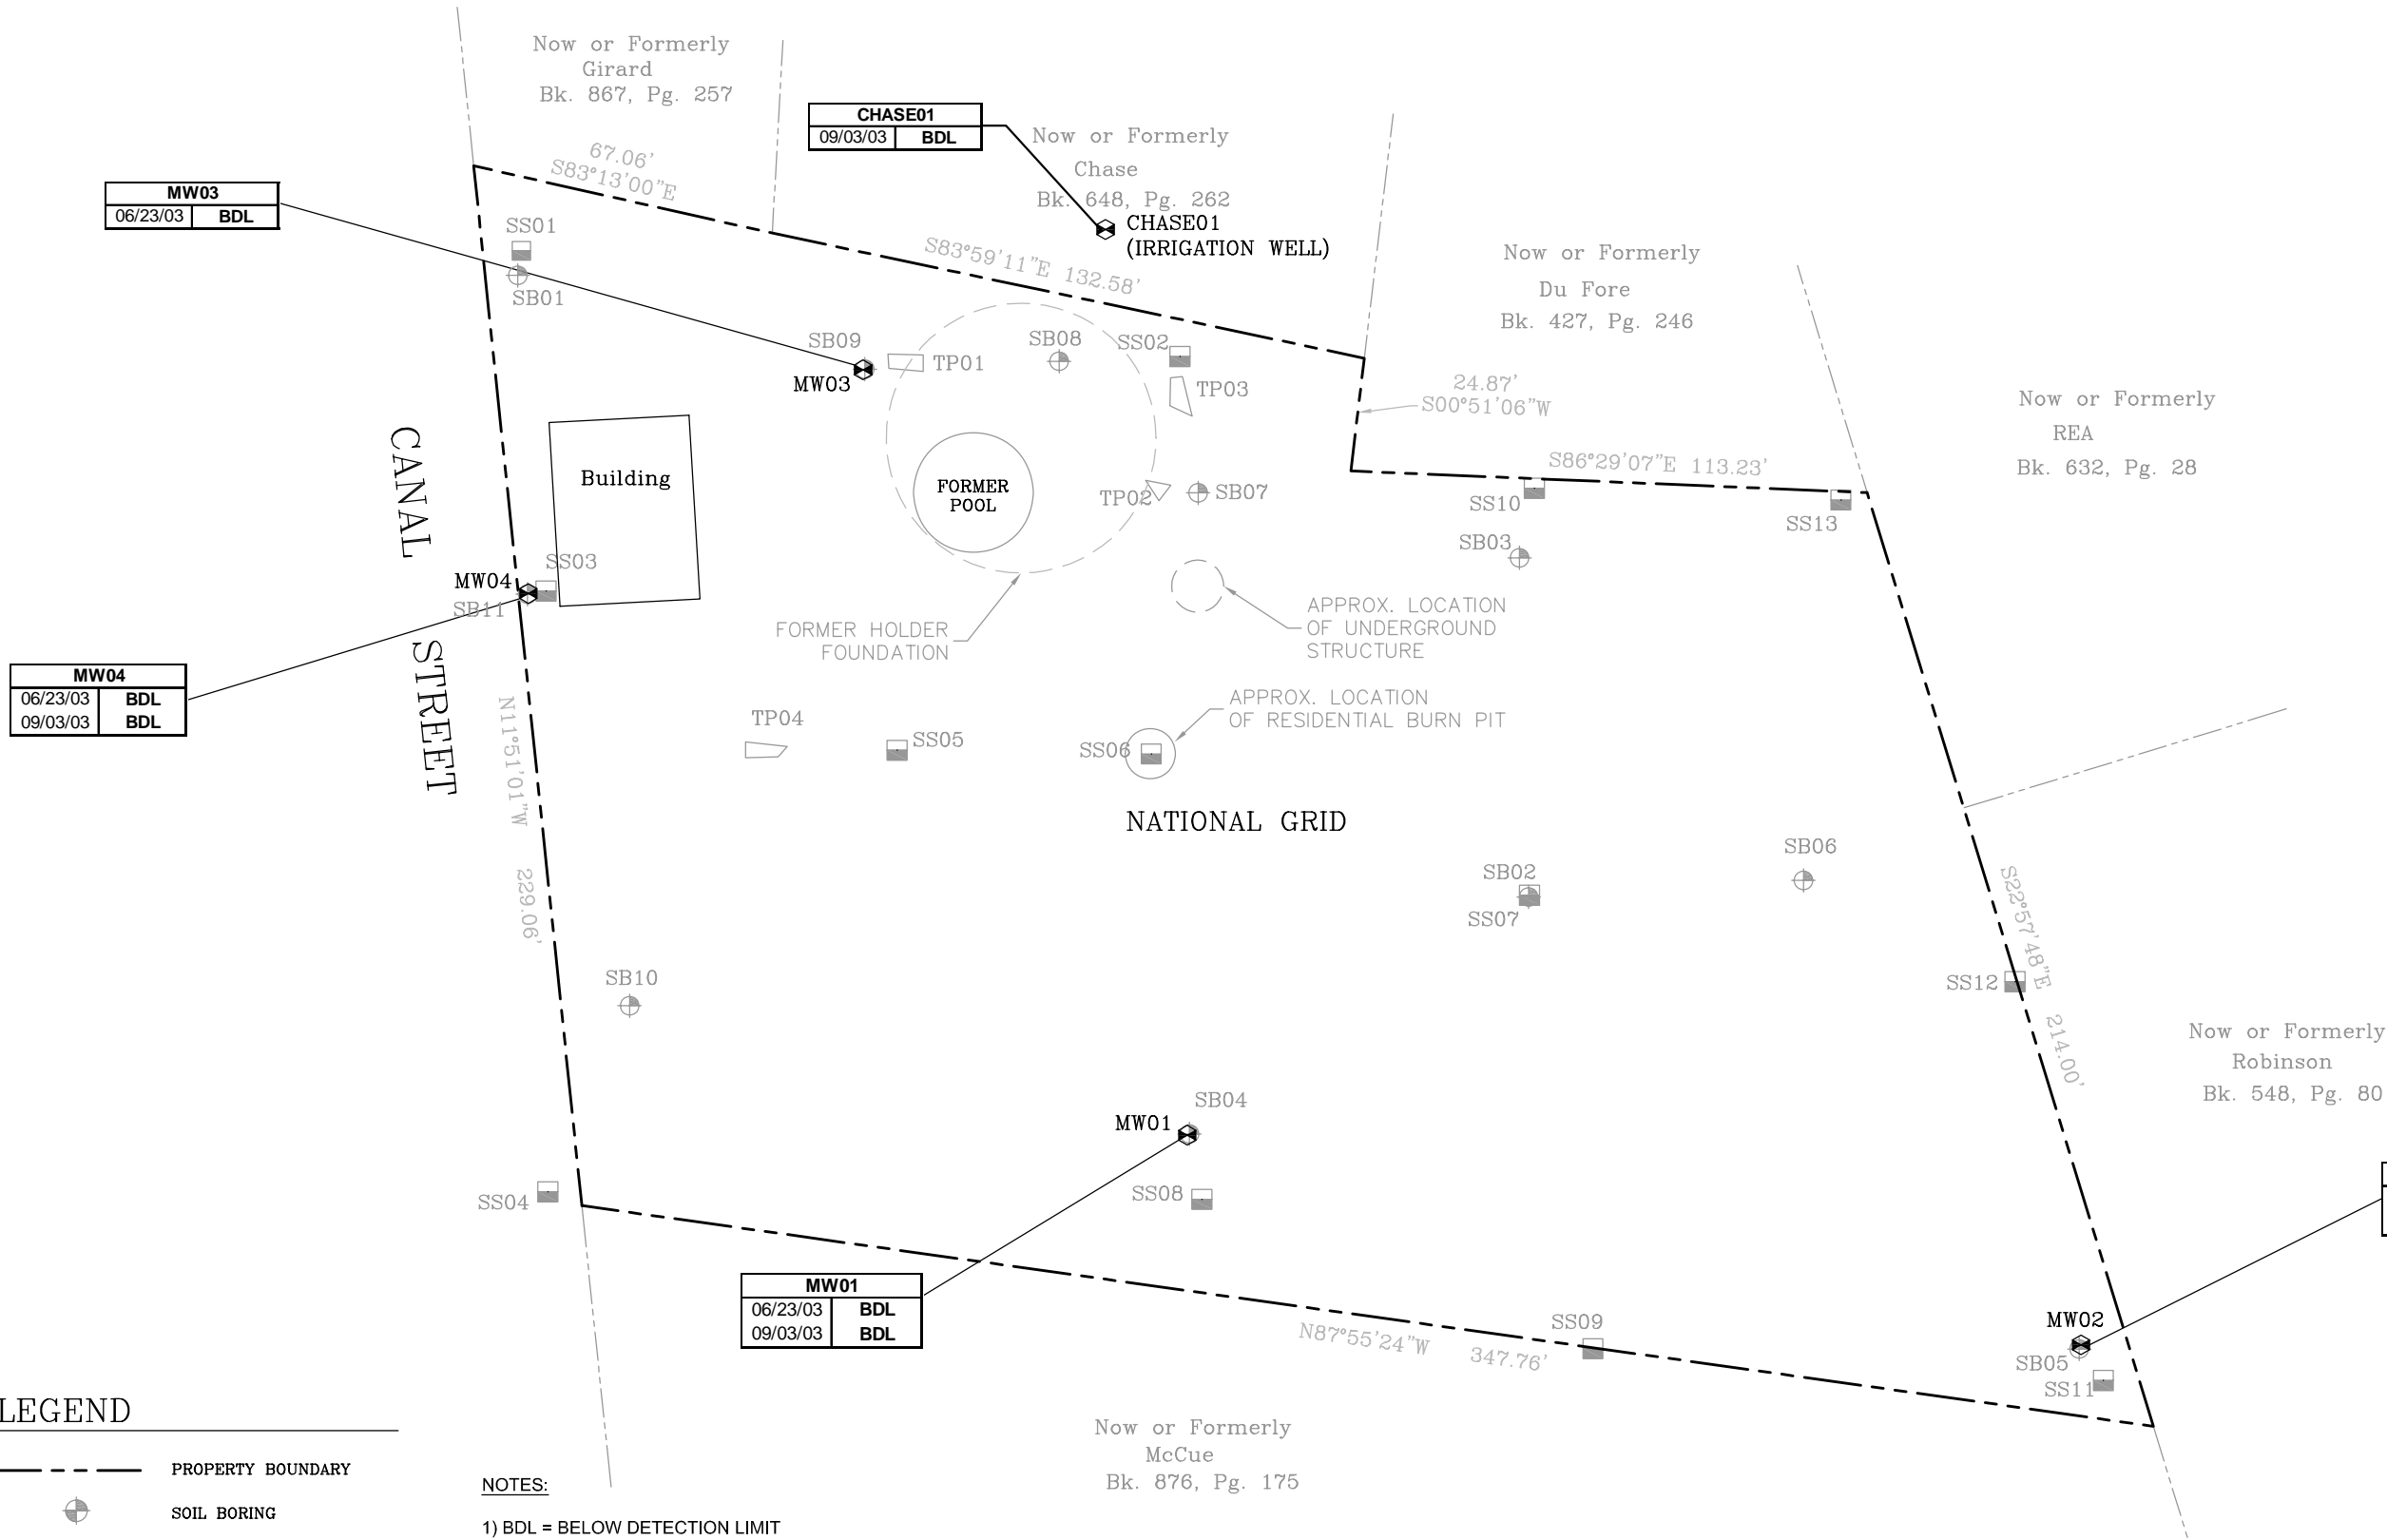 Now or Formerly
Girard
Bk. 867, Pg. 257
CHASE01
09/03/03 BDL
Now or Formerly
Chase
Bk. 648, Pg. 262
CHASE01
(IRRIGATION WELL)
67.06'
S83°13'00"E
MW03
06/23/03 BDL
SS01
SB01
S83°59'11"E 132.58'
Now or Formerly
Du Fore
Bk. 427, Pg. 246
SB09
MW03
TP01
SB08
SS02
TP03
24.87'
S00°51'06"W
Now or Formerly
REA
Bk. 632, Pg. 28
CANAL STREET
Building
FORMER
POOL
TP02
SB07
S86°29'07"E 113.23'
SS10
SS13
SB03
SS03
MW04
SB11
FORMER HOLDER
FOUNDATION
APPROX. LOCATION
OF UNDERGROUND
STRUCTURE
MW04
06/23/03 BDL
09/03/03 BDL
N11°51'01"W 229.06'
TP04
SS05
SS06
APPROX. LOCATION
OF RESIDENTIAL BURN PIT
NATIONAL GRID
SB02
SS07
SB06
S22°57'48"E 214.00'
SS12
SB10
Now or Formerly
Robinson
Bk. 548, Pg. 80
SB04
MW01
SS08
SS04
MW01
06/23/03 BDL
09/03/03 BDL
N87°55'24"W 347.76'
SS09
MW02
SB05
SS11
Now or Formerly
McCue
Bk. 876, Pg. 175
LEGEND
PROPERTY BOUNDARY
SOIL BORING
NOTES:
1) BDL = BELOW DETECTION LIMIT